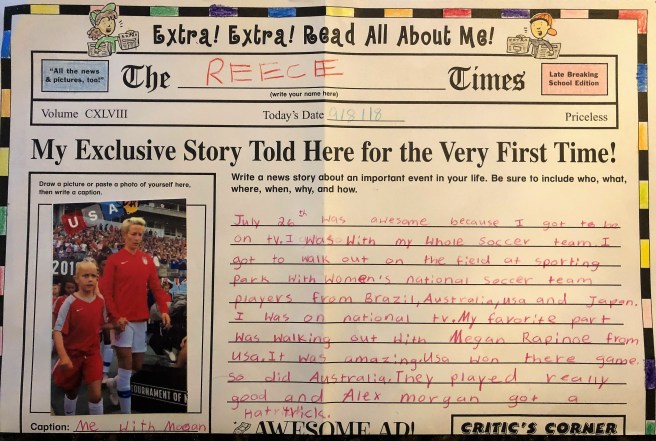 Extra! Extra! Read All About Me!
"All the news & pictures, too!"
The REECE Times
(write your name here)
Late Breaking School Edition
Volume CXLVIII
Today's Date 9/8/18
Priceless
My Exclusive Story Told Here for the Very First Time!
Draw a picture or paste a photo of yourself here, then write a caption.
USA
201
OURNAMENT OF N
Caption: Me With Megan
Write a news story about an important event in your life. Be sure to include who, what, where, when, why, and how.
July 26th was awesome because I got to be
on tv. I was With my whole soccer team. I
got to walk out on the field at sporting
park With Women's national soccer team
players from Brazil, Australia, usa and Japan.
I was on national tv. My favorite part
was walking out with Megan Rapinoe from
usa. It was amazing. Usa won there game.
so did Australia. They played really
good and Alex morgan got a
hattrick.
AWESOME AD!
CRITIC'S CORNER